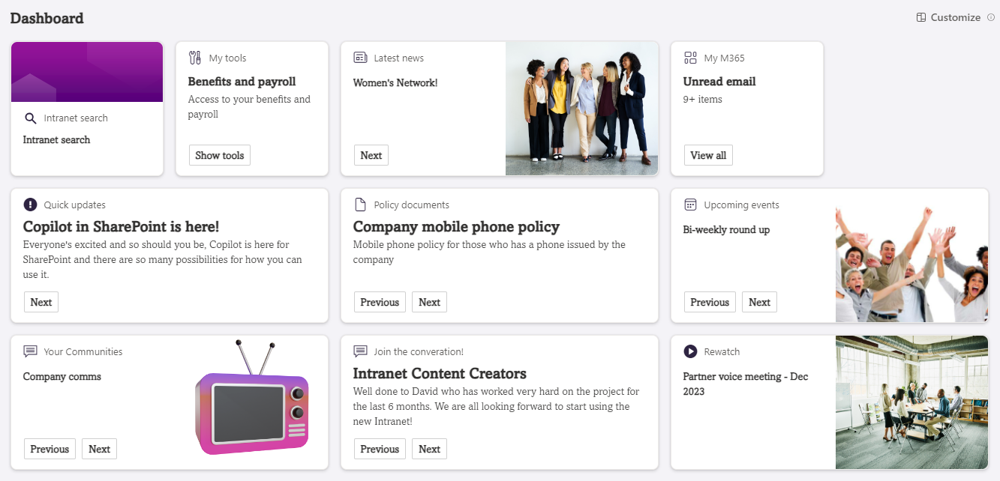 Dashboard
Customize
Intranet search
Intranet search
My tools
Benefits and payroll
Access to your benefits and
payroll
Show tools
Latest news
Women's Network!
Next
My M365
Unread email
9+ items
View all
Quick updates
Copilot in SharePoint is here!
Everyone's excited and so should you be, Copilot is here for
SharePoint and there are so many possibilities for how you can
use it.
Next
Policy documents
Company mobile phone policy
Mobile phone policy for those who has a phone issued by the
company
Previous Next
Upcoming events
Bi-weekly round up
Previous Next
Your Communities
Company comms
Previous Next
Join the converation!
Intranet Content Creators
Well done to David who has worked very hard on the project for
the last 6 months. We are all looking forward to start using the
new Intranet!
Previous Next
Rewatch
Partner voice meeting - Dec
2023